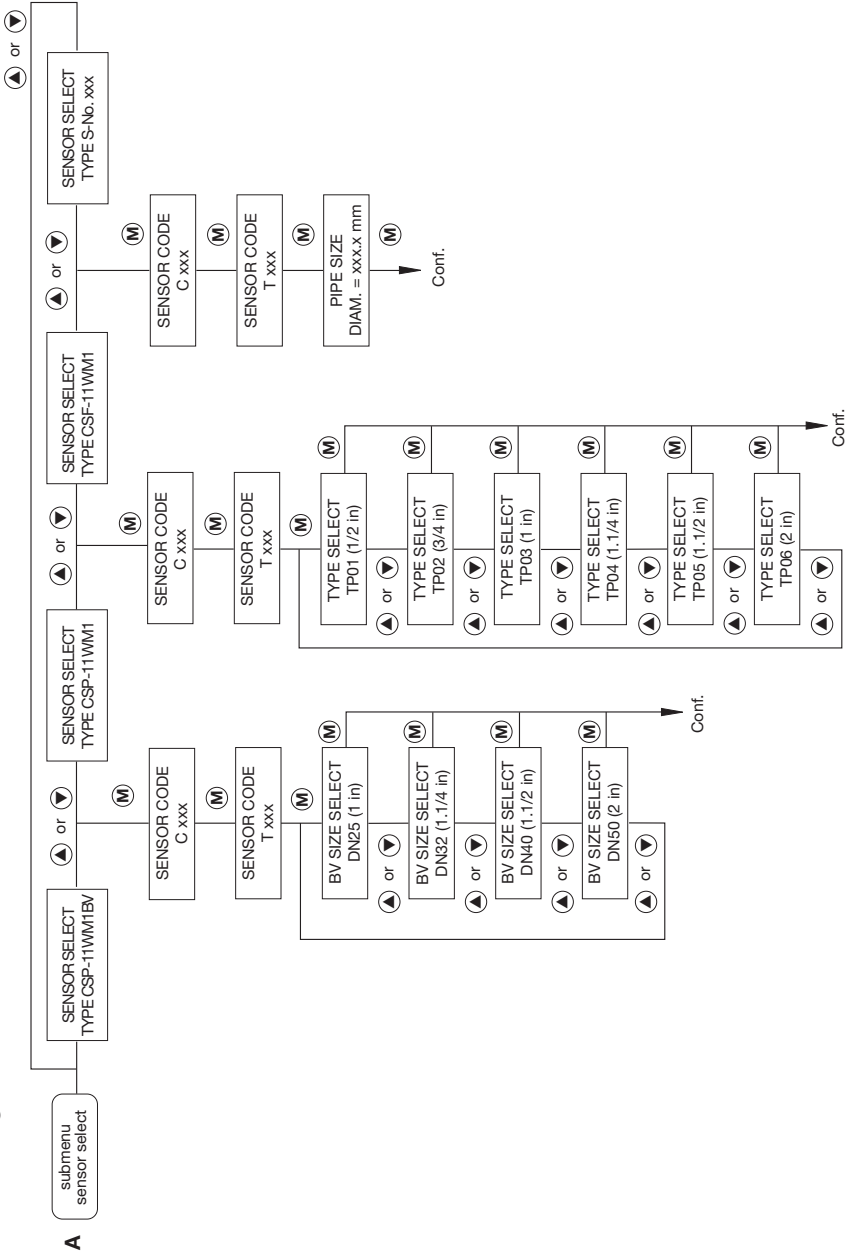 A
submenu
sensor select
SENSOR SELECT
TYPE CSP-11WM1BV
▲ or ▼
SENSOR SELECT
TYPE CSP-11WM1
▲ or ▼
SENSOR SELECT
TYPE CSF-11WM1
▲ or ▼
SENSOR SELECT
TYPE S-No. xxx
▲ or ▼
M
SENSOR CODE
C xxx
M
SENSOR CODE
T xxx
M
BV SIZE SELECT
DN25 (1 in)
M
▲ or ▼
BV SIZE SELECT
DN32 (1.1/4 in)
M
▲ or ▼
BV SIZE SELECT
DN40 (1.1/2 in)
M
▲ or ▼
BV SIZE SELECT
DN50 (2 in)
M
▲ or ▼
Conf.
M
SENSOR CODE
C xxx
M
SENSOR CODE
T xxx
M
TYPE SELECT
TP01 (1/2 in)
M
▲ or ▼
TYPE SELECT
TP02 (3/4 in)
M
▲ or ▼
TYPE SELECT
TP03 (1 in)
M
▲ or ▼
TYPE SELECT
TP04 (1.1/4 in)
M
▲ or ▼
TYPE SELECT
TP05 (1.1/2 in)
M
▲ or ▼
TYPE SELECT
TP06 (2 in)
M
▲ or ▼
Conf.
M
SENSOR CODE
C xxx
M
SENSOR CODE
T xxx
M
PIPE SIZE
DIAM. = xxx.x mm
M
Conf.